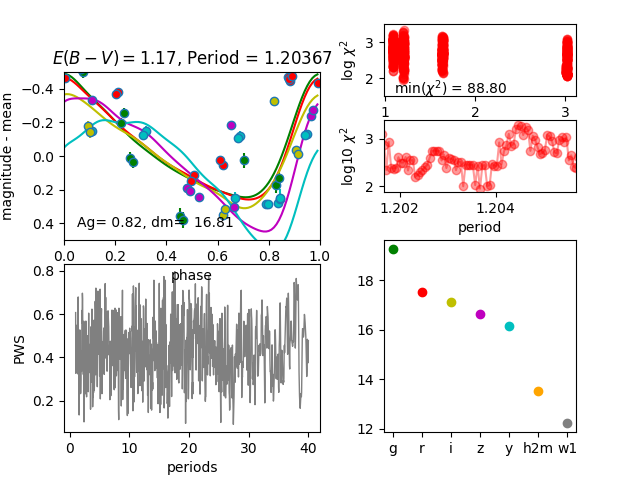 E(B − V) = 1.17, Period = 1.20367
magnitude - mean
−0.4
−0.2
0.0
0.2
0.4
Ag= 0.82, dm= 16.81
0.0 0.2 0.4 0.6 0.8 1.0
phase
log χ²
3
2
min(χ²) = 88.80
1 2 3
log10 χ²
3
2
1.202 1.204
period
PWS
0.8
0.6
0.4
0.2
0 10 20 30 40
periods
18
16
14
12
g r i z y h2m w1